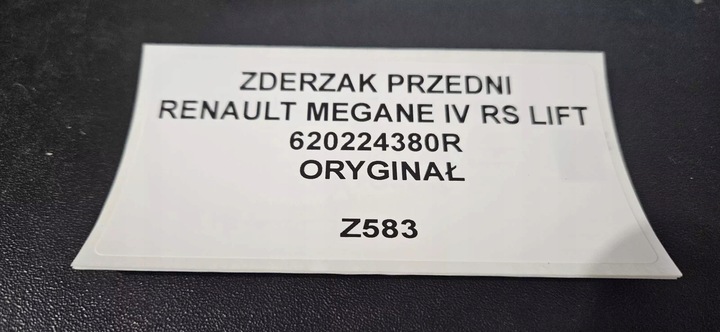 ZDERZAK PRZEDNI
RENAULT MEGANE IV RS LIFT
620224380R
ORYGINAŁ
Z583